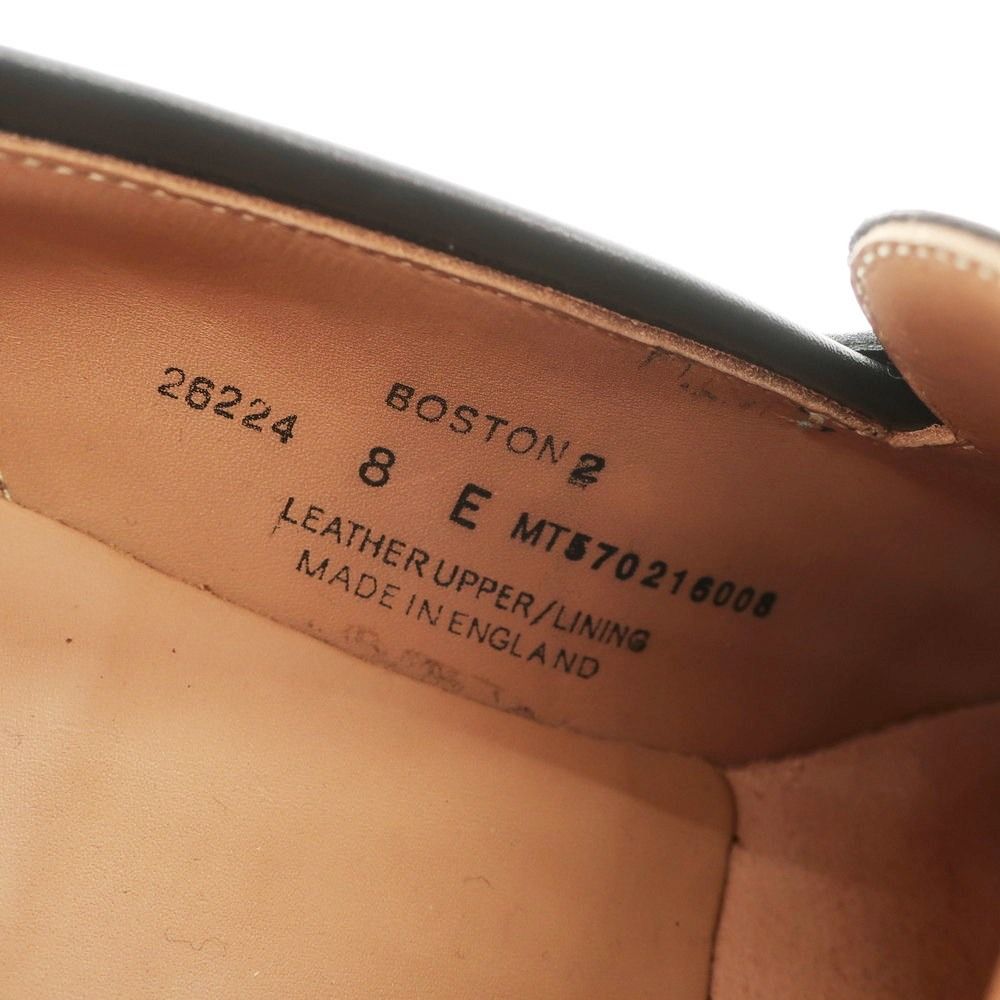 BOSTON 2
26224
8 E MT570216008
LEATHER UPPER/LINING
MADE IN ENGLAND